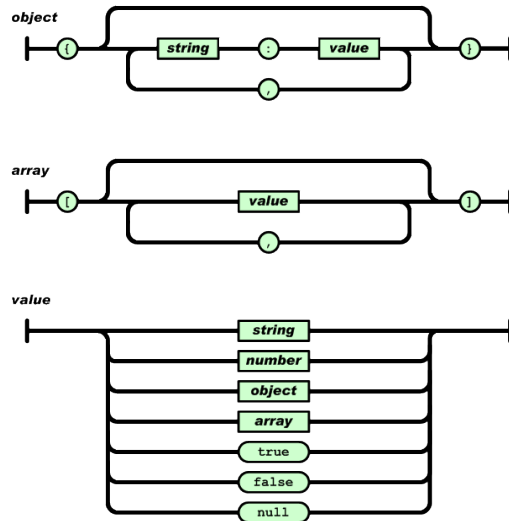 object
{ string : value }
,
array
[ value ]
,
value
string
number
object
array
true
false
null